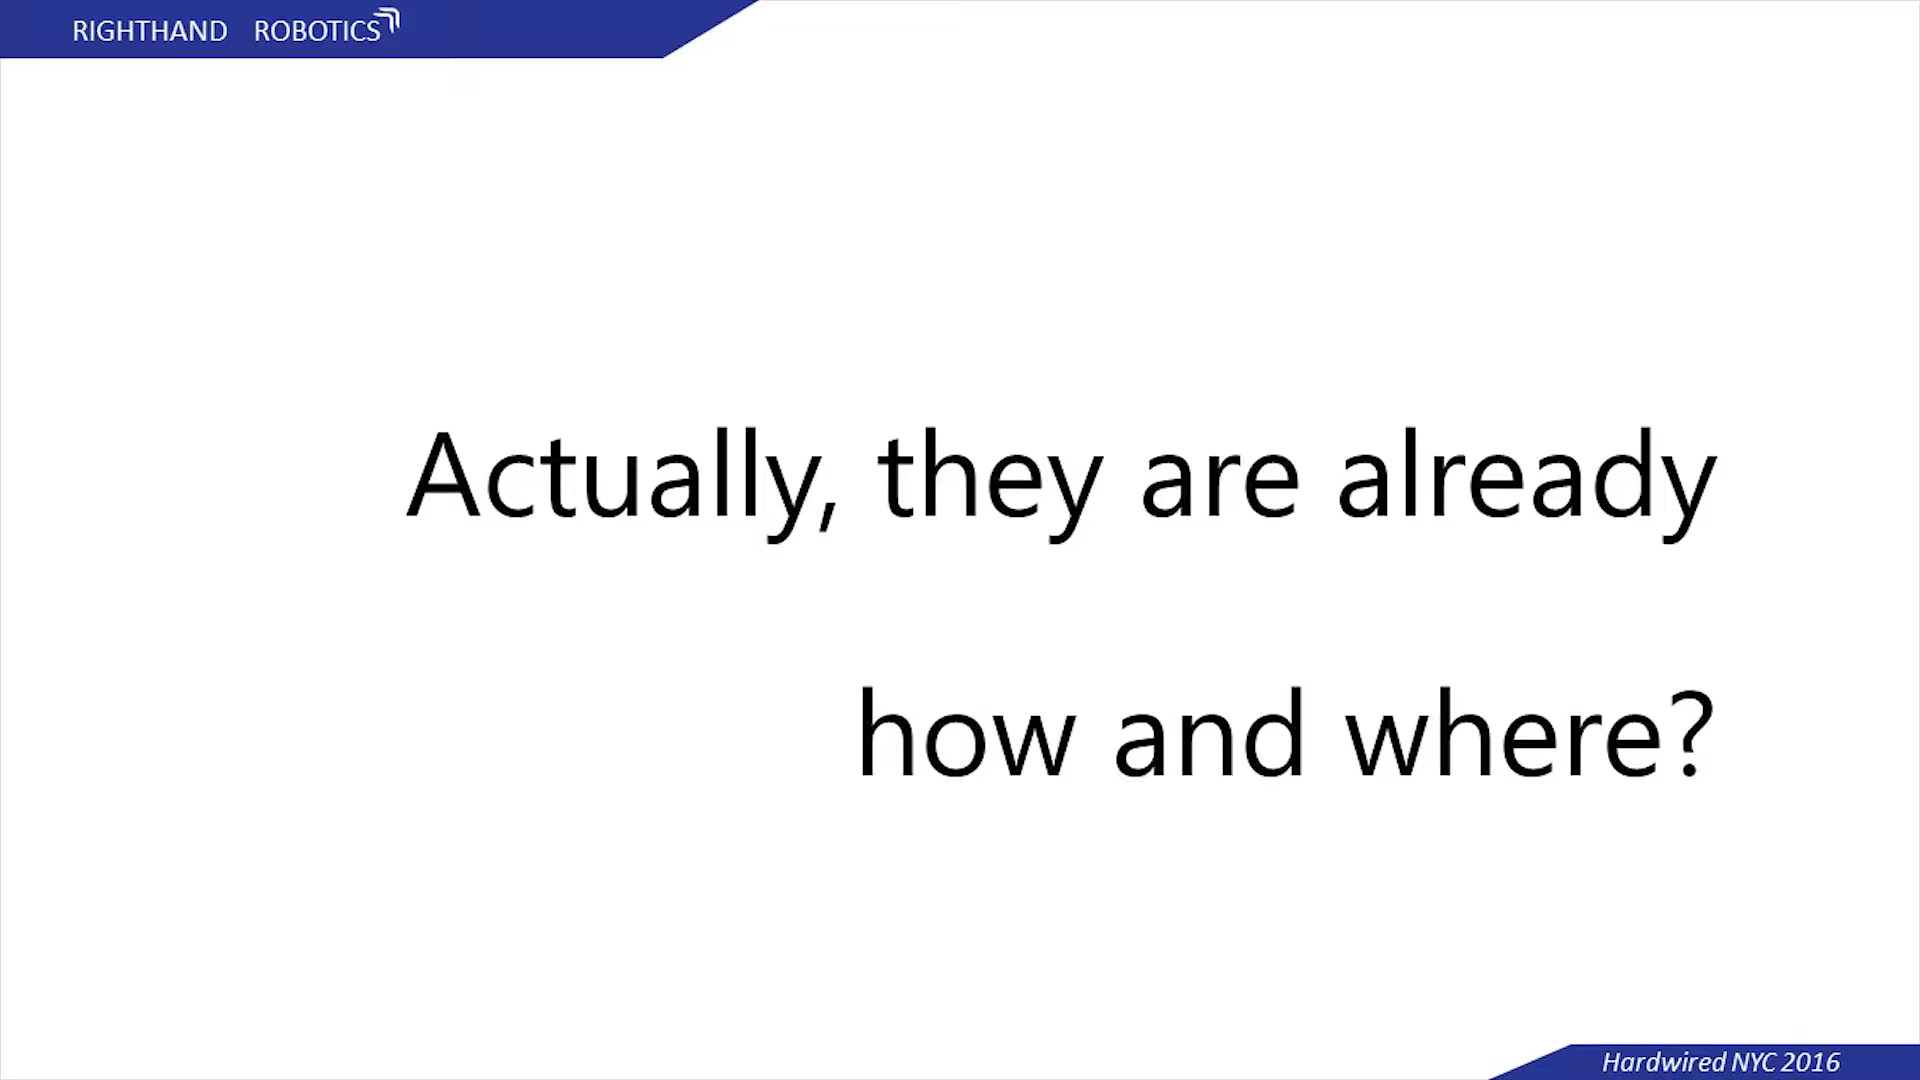 RIGHTHAND ROBOTICS
Actually, they are already
how and where?
Hardwired NYC 2016